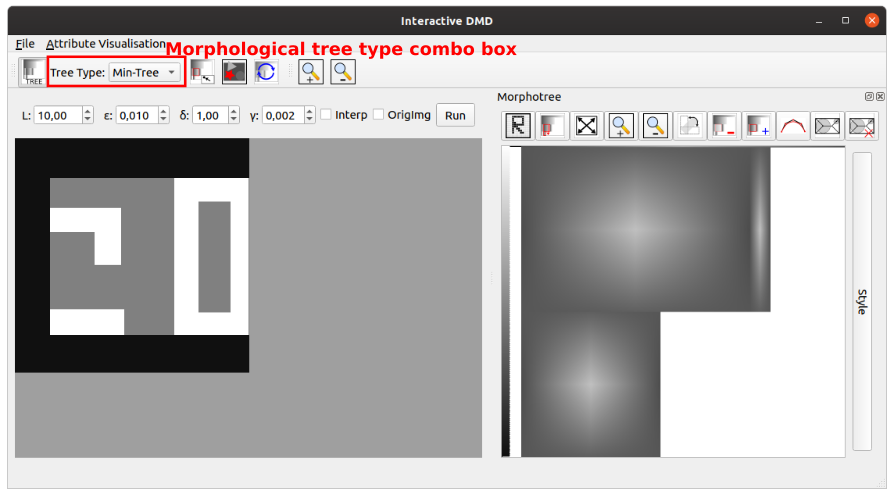 Interactive DMD
File Attribute Visualisation
Morphological tree type combo box
TREE
Tree Type: Min-Tree
Morphotree
L: 10,00 ε: 0,010 δ: 1,00 γ: 0,002 Interp OrigImg Run
R
Style